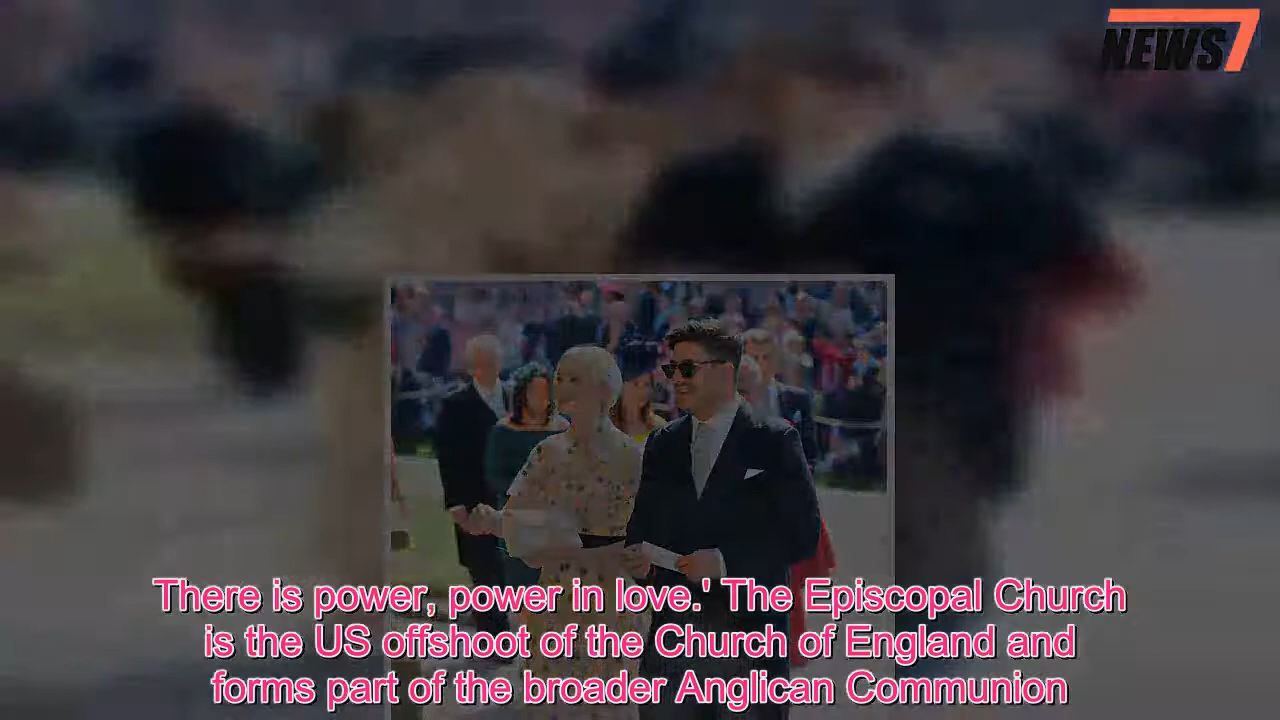 NEWS7
There is power, power in love.' The Episcopal Church
is the US offshoot of the Church of England and
forms part of the broader Anglican Communion